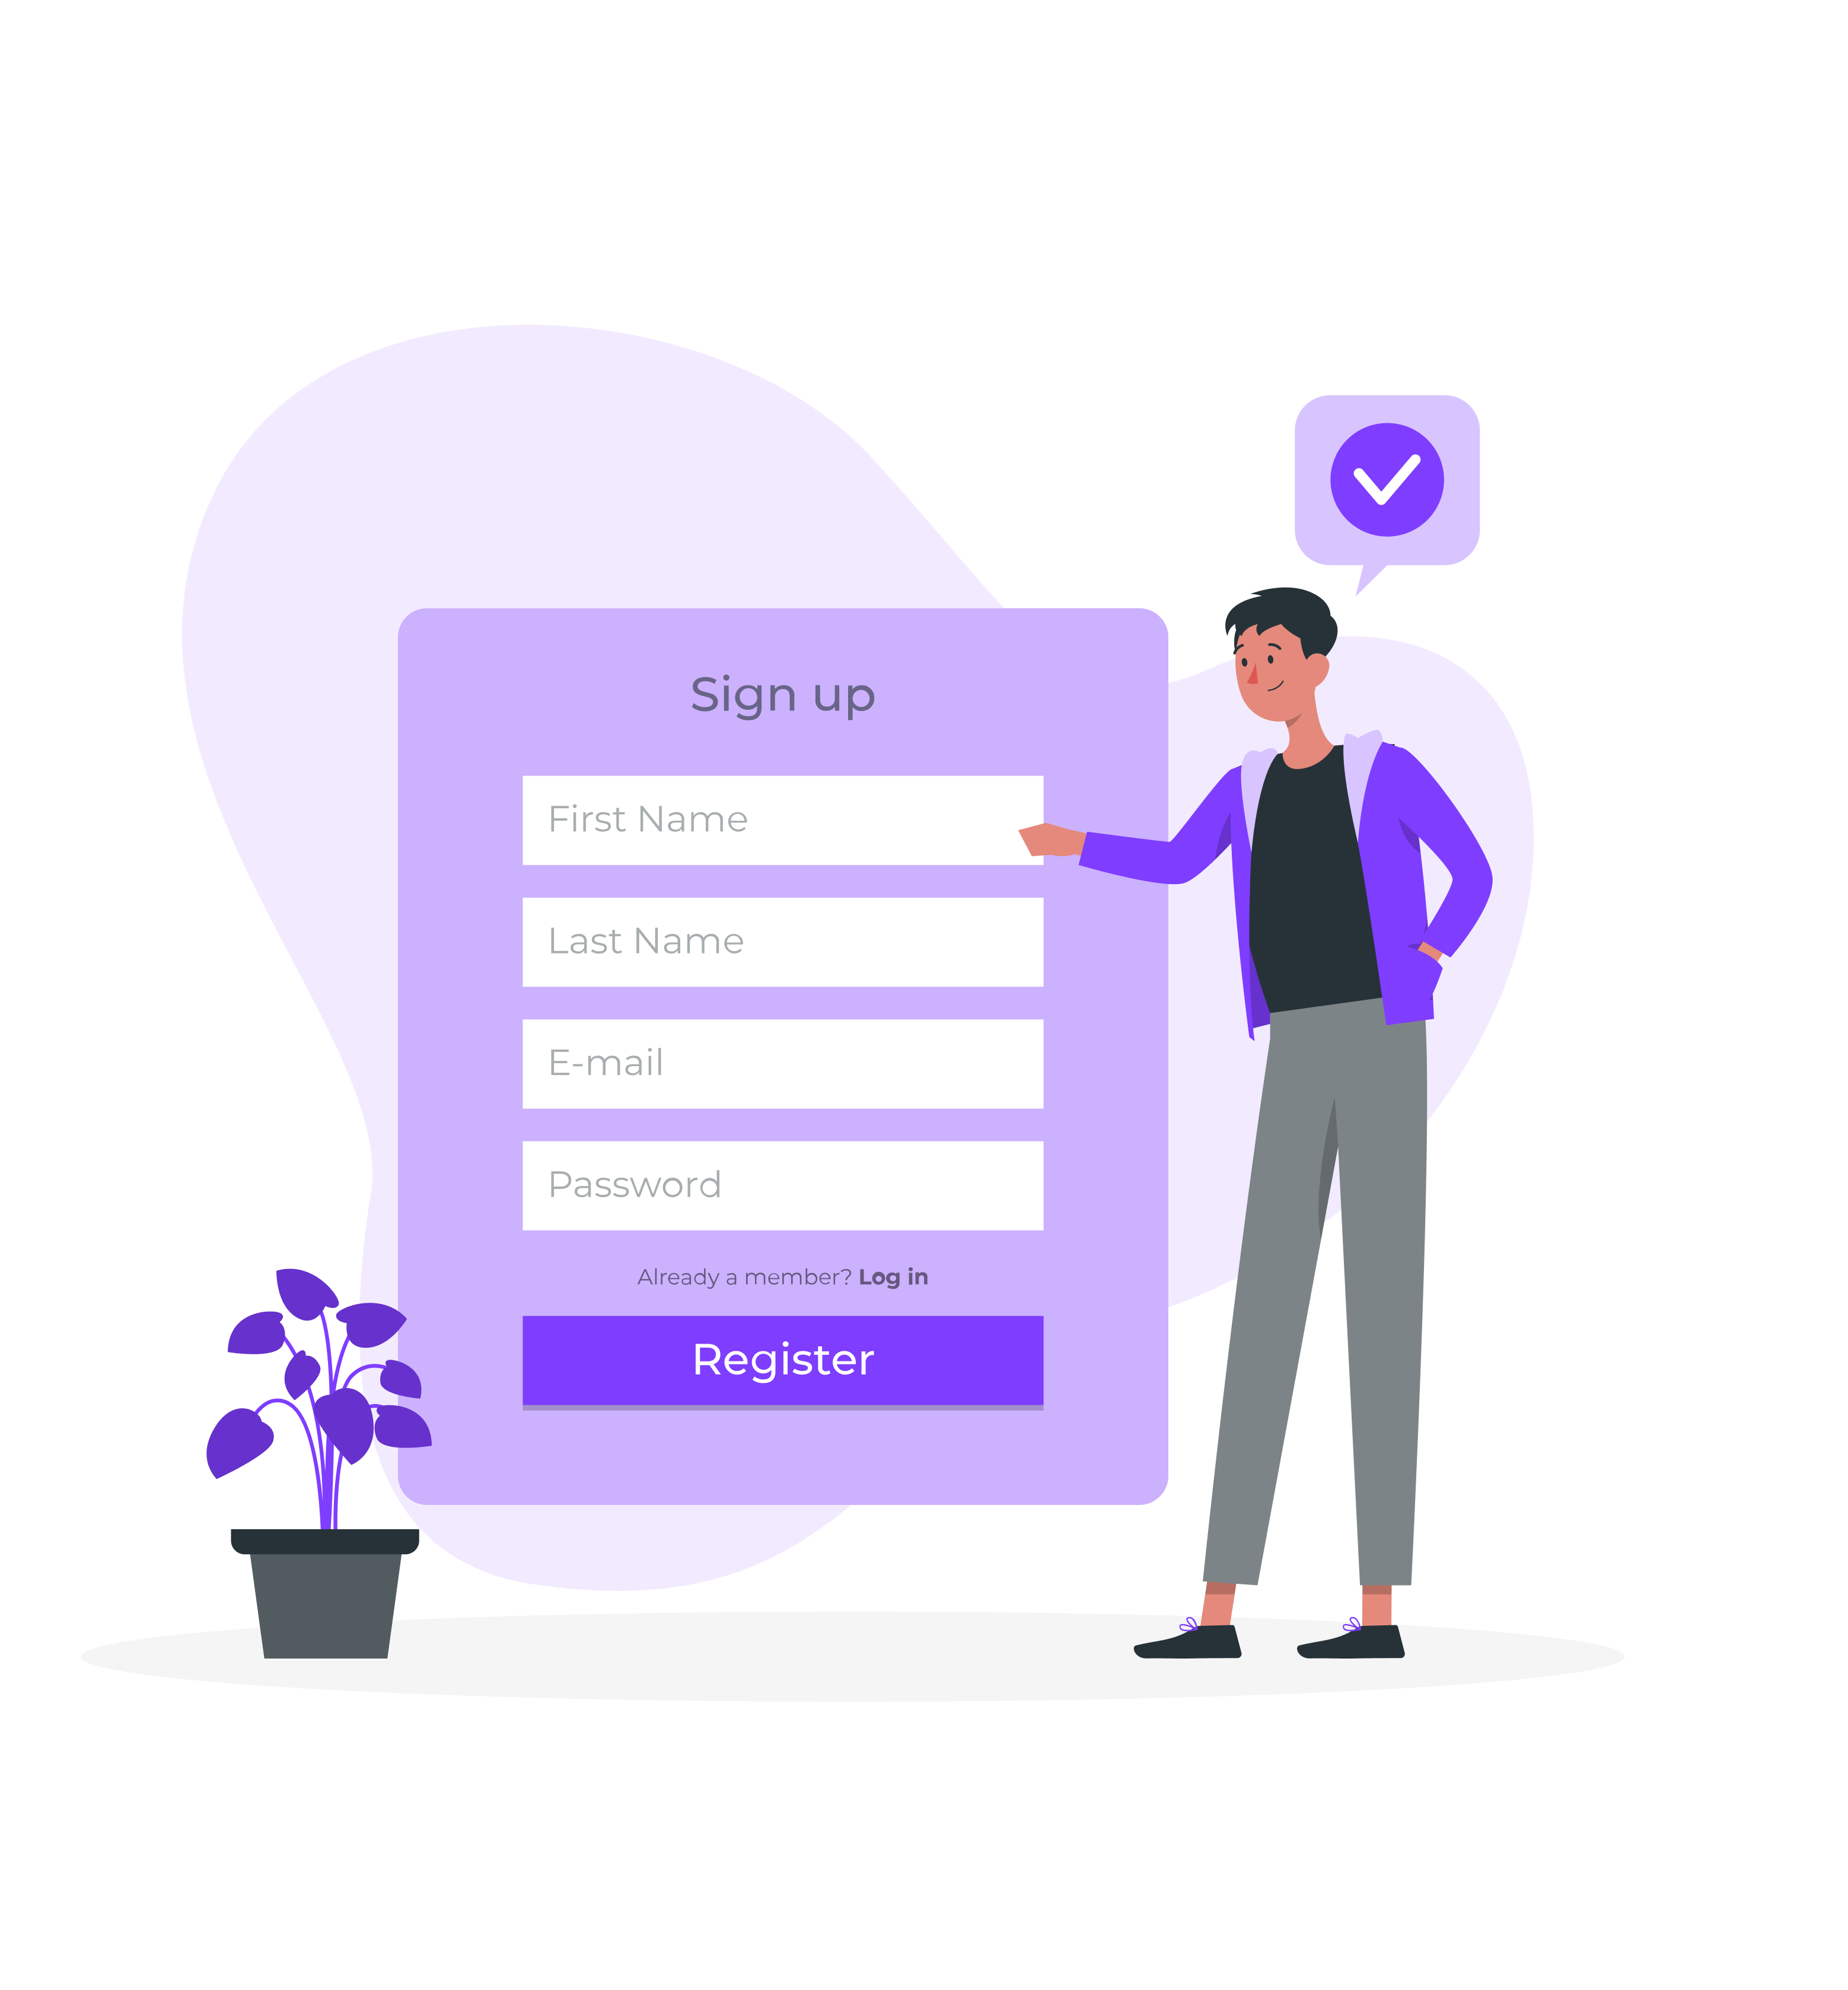 Sign up
First Name
Last Name
E-mail
Password
Already a member? Log in
Register